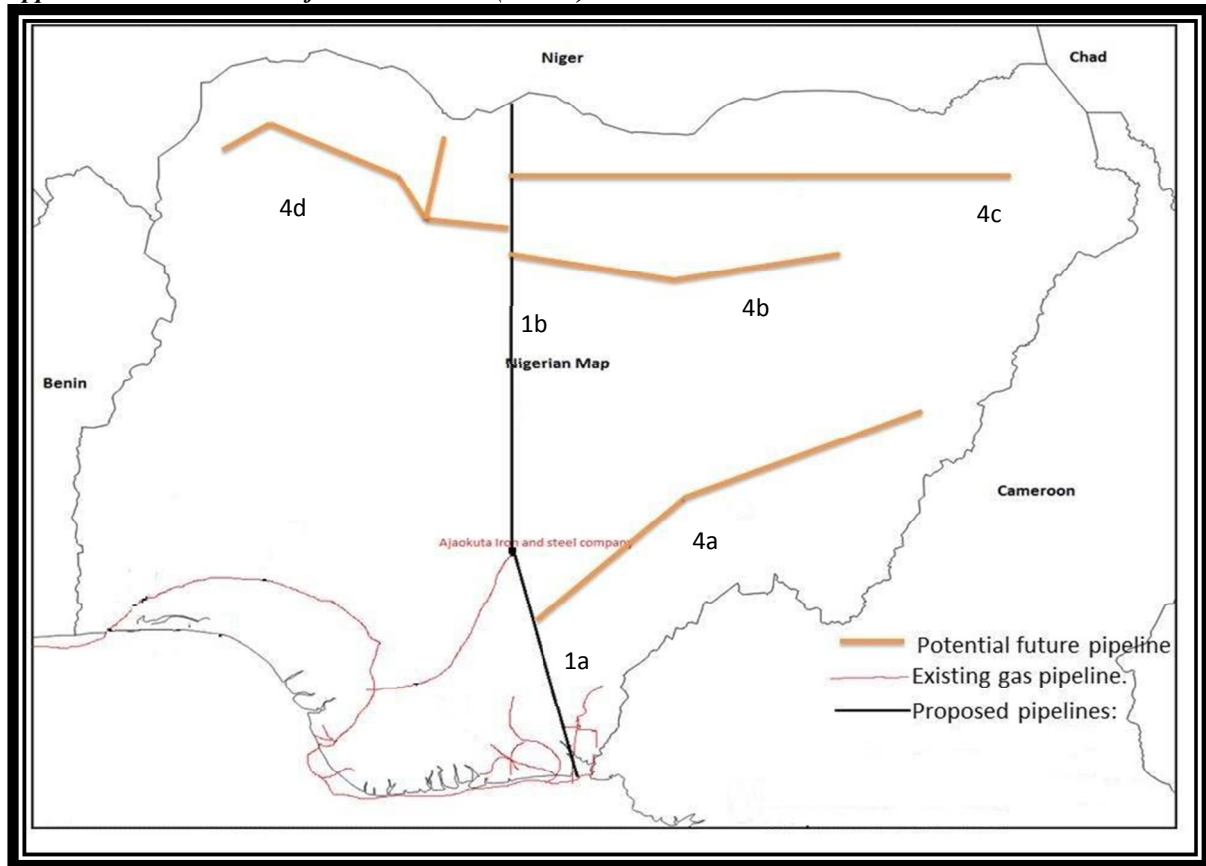 Niger
Chad
4d
4c
1b
4b
Nigerian Map
Benin
Cameroon
Ajaokuta Iron and steel company
4a
1a
Potential future pipeline
Existing gas pipeline.
Proposed pipelines: